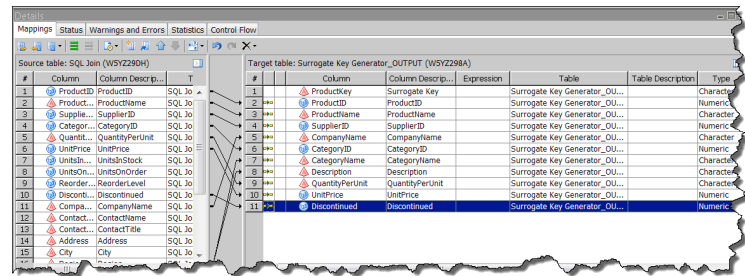 Details
Mappings Status Warnings and Errors Statistics Control Flow
Source table: SQL Join (W5YZ29DH) Target table: Surrogate Key Generator_OUTPUT (W5YZ298A)
# Column Column Descrip... T # Column Column Descrip... Expression Table Table Description Type
1 ProductID ProductID SQL Jo 1 ProductKey Surrogate Key Surrogate Key Generator_OU... Character
2 Product... ProductName SQL Jo 2 ProductID ProductID Surrogate Key Generator_OU... Numeric
3 Supplie... SupplierID SQL Jo 3 ProductName ProductName Surrogate Key Generator_OU... Character
4 Categor... CategoryID SQL Jo 4 SupplierID SupplierID Surrogate Key Generator_OU... Numeric
5 Quantit... QuantityPerUnit SQL Jo 5 CompanyName CompanyName Surrogate Key Generator_OU... Character
6 UnitPrice UnitPrice SQL Jo 6 CategoryID CategoryID Surrogate Key Generator_OU... Numeric
7 UnitsIn... UnitsInStock SQL Jo 7 CategoryName CategoryName Surrogate Key Generator_OU... Character
8 UnitsOn... UnitsOnOrder SQL Jo 8 Description Description Surrogate Key Generator_OU... Character
9 Reorder... ReorderLevel SQL Jo 9 QuantityPerUnit QuantityPerUnit Surrogate Key Generator_OU... Character
10 Disconti... Discontinued SQL Jo 10 UnitPrice UnitPrice Surrogate Key Generator_OU... Numeric
11 Compa... CompanyName SQL Jo 11 Discontinued Discontinued Surrogate Key Generator_OU... Numeric
12 Contact... ContactName SQL Jo
13 Contact... ContactTitle SQL Jo
14 Address Address SQL Jo
15 City City SQL Jo